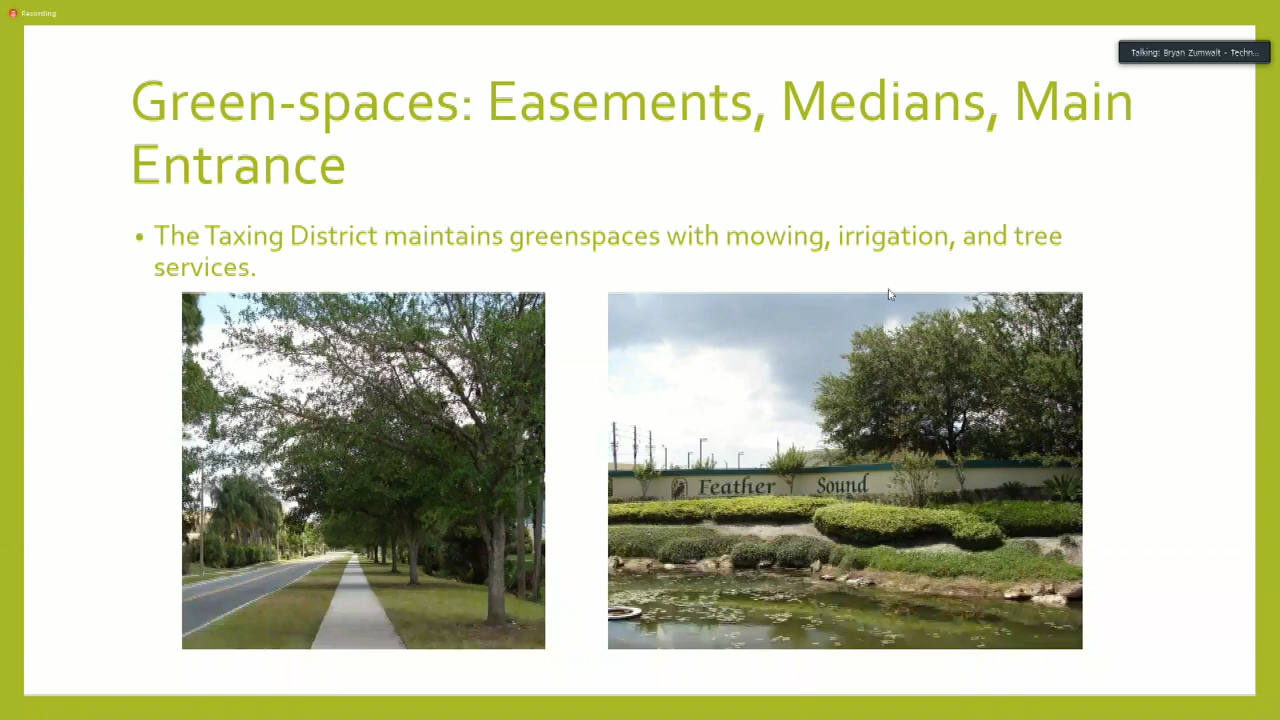 Recording
Talking: Bryan Zumwalt - Techn...
Green-spaces: Easements, Medians, Main
Entrance
• The Taxing District maintains greenspaces with mowing, irrigation, and tree
services.
Feather Sound